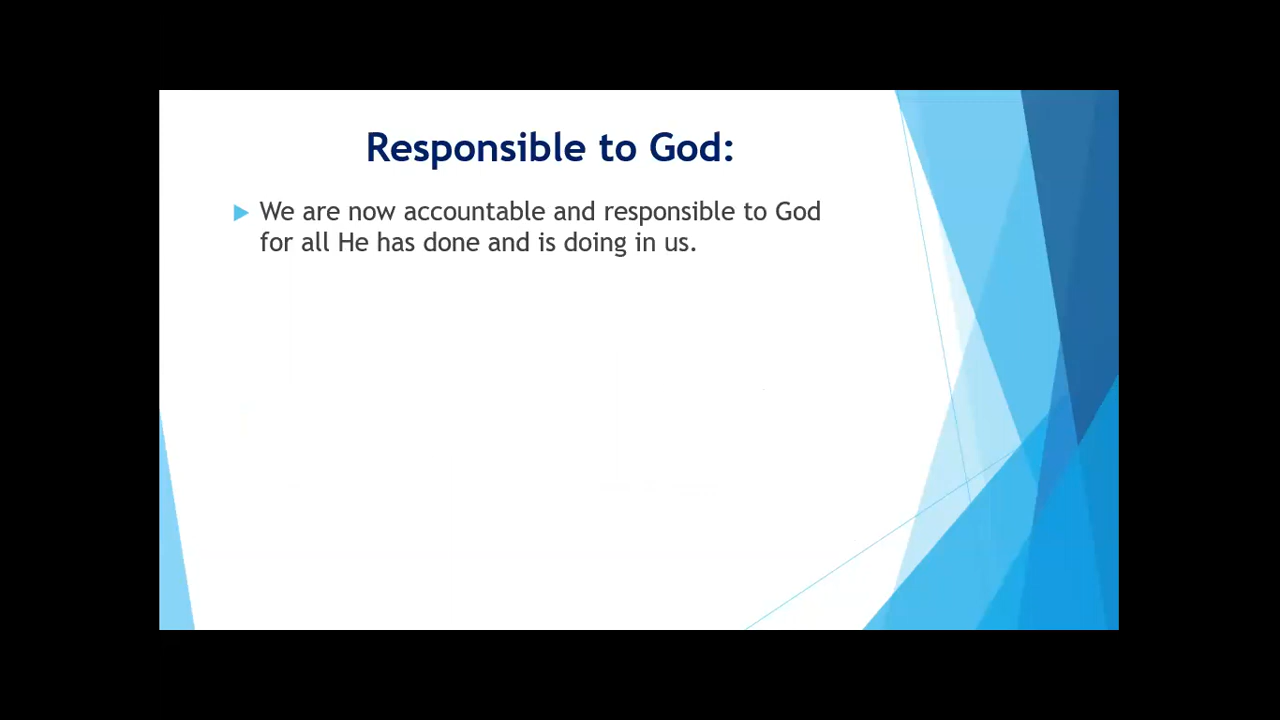 Responsible to God:
We are now accountable and responsible to God
for all He has done and is doing in us.